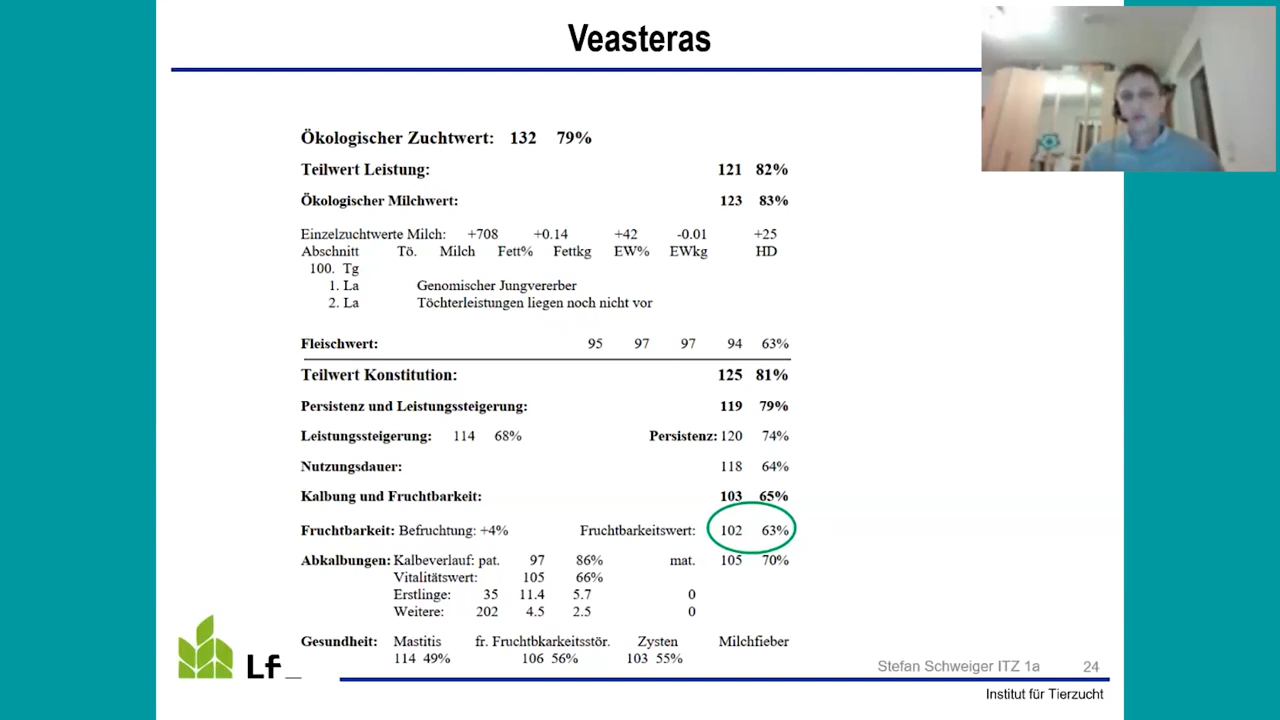 Veasteras
Ökologischer Zuchtwert: 132 79%
Teilwert Leistung: 121 82%
Ökologischer Milchwert: 123 83%
Einzelzuchtwerte Milch: +708 +0.14 +42 -0.01 +25
Abschnitt Tö. Milch Fett% Fettkg EW% EWkg HD
100. Tg
1. La Genomischer Jungvererber
2. La Töchterleistungen liegen noch nicht vor
Fleischwert: 95 97 97 94 63%
Teilwert Konstitution: 125 81%
Persistenz und Leistungssteigerung: 119 79%
Leistungssteigerung: 114 68% Persistenz: 120 74%
Nutzungsdauer: 118 64%
Kalbung und Fruchtbarkeit: 103 65%
Fruchtbarkeit: Befruchtung: +4% Fruchtbarkeitswert: 102 63%
Abkalbungen: Kalbeverlauf: pat. 97 86% mat. 105 70%
Vitalitätswert: 105 66%
Erstlinge: 35 11.4 5.7 0
Weitere: 202 4.5 2.5 0
Gesundheit: Mastitis fr. Fruchtbkarkeitsstör. Zysten Milchfieber
114 49% 106 56% 103 55%
Lf_
Stefan Schweiger ITZ 1a 24
Institut für Tierzucht